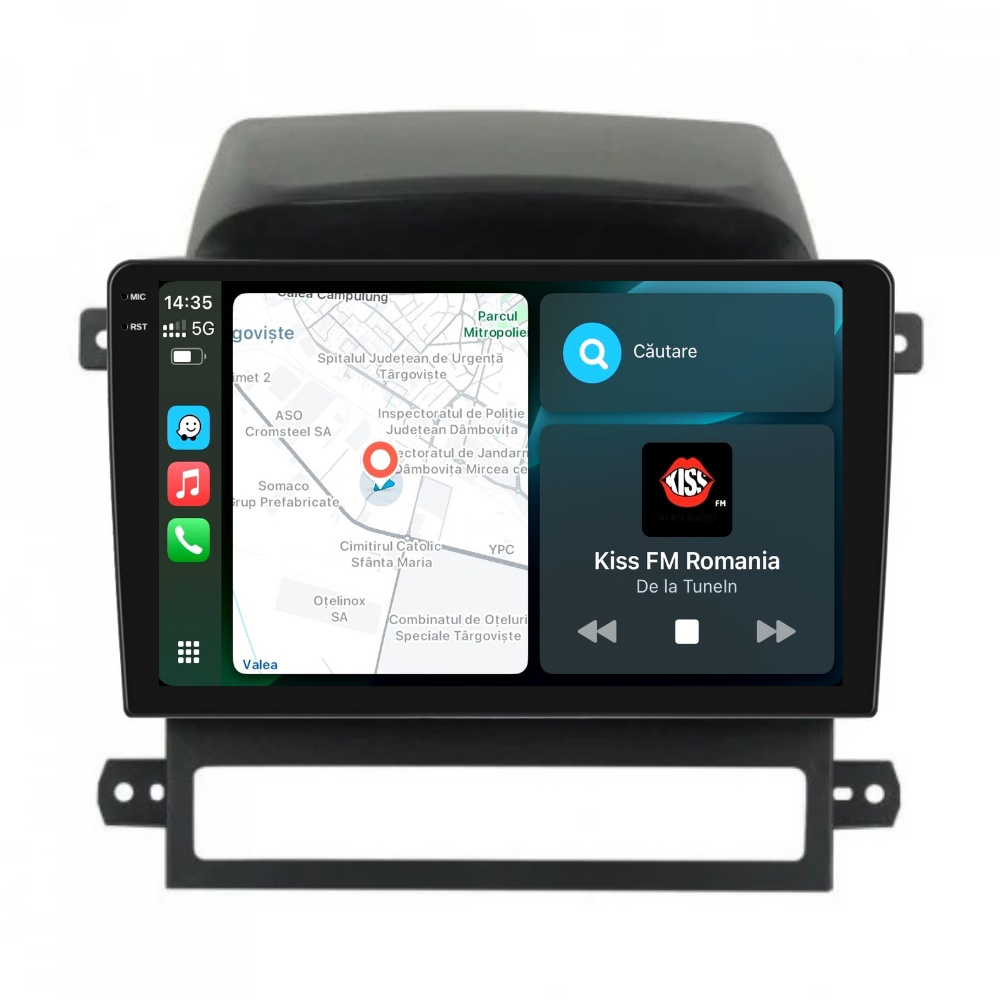 MIC
RST
14:35
5G
Calea Câmpulung
goviște
Parcul
Mitropoliei
Spitalul Județean de Urgență
Târgoviște
imet 2
ASO
Cromsteel SA
Inspectoratul de Poliție
Județean Dâmbovița
ectoratul de Jandarm
Dâmbovița Mircea ce
Somaco
Grup Prefabricate
Cimitirul Catolic
Sfânta Maria
YPC
Oțelinox
SA
Combinatul de Oțeluri
Speciale Târgoviște
Valea
Căutare
KISS
FM
Kiss FM Romania
De la TuneIn